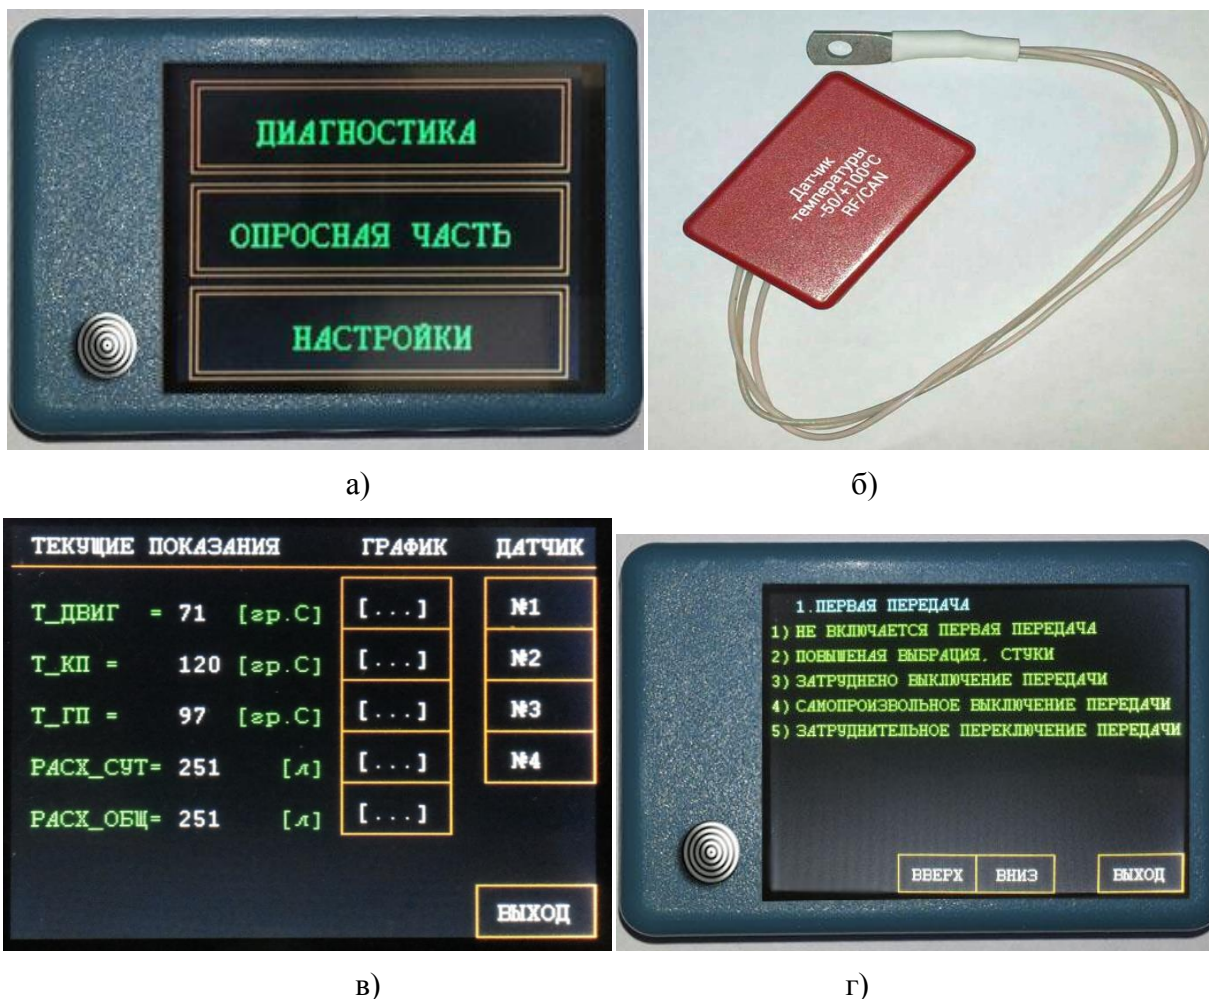 ДИАГНОСТИКА
ОПРОСНАЯ ЧАСТЬ
НАСТРОЙКИ
а)
Датчик
температуры
-50/+100ºС
RF/CAN
б)
ТЕКУЩИЕ ПОКАЗАНИЯ ГРАФИК ДАТЧИК
Т_ДВИГ = 71 [гр.С] [...] №1
Т_КП = 120 [гр.С] [...] №2
Т_ГП = 97 [гр.С] [...] №3
РАСХ_СУТ= 251 [л] [...] №4
РАСХ_ОБЩ= 251 [л] [...]
ВЫХОД
в)
1.ПЕРВАЯ ПЕРЕДАЧА
1) НЕ ВКЛЮЧАЕТСЯ ПЕРВАЯ ПЕРЕДАЧА
2) ПОВЫШЕНАЯ ВЫБРАЦИЯ, СТУКИ
3) ЗАТРУДНЕНО ВЫКЛЮЧЕНИЕ ПЕРЕДАЧИ
4) САМОПРОИЗВОЛЬНОЕ ВЫКЛЮЧЕНИЕ ПЕРЕДАЧИ
5) ЗАТРУДНИТЕЛЬНОЕ ПЕРЕКЛЮЧЕНИЕ ПЕРЕДАЧИ
ВВЕРХ ВНИЗ ВЫХОД
г)